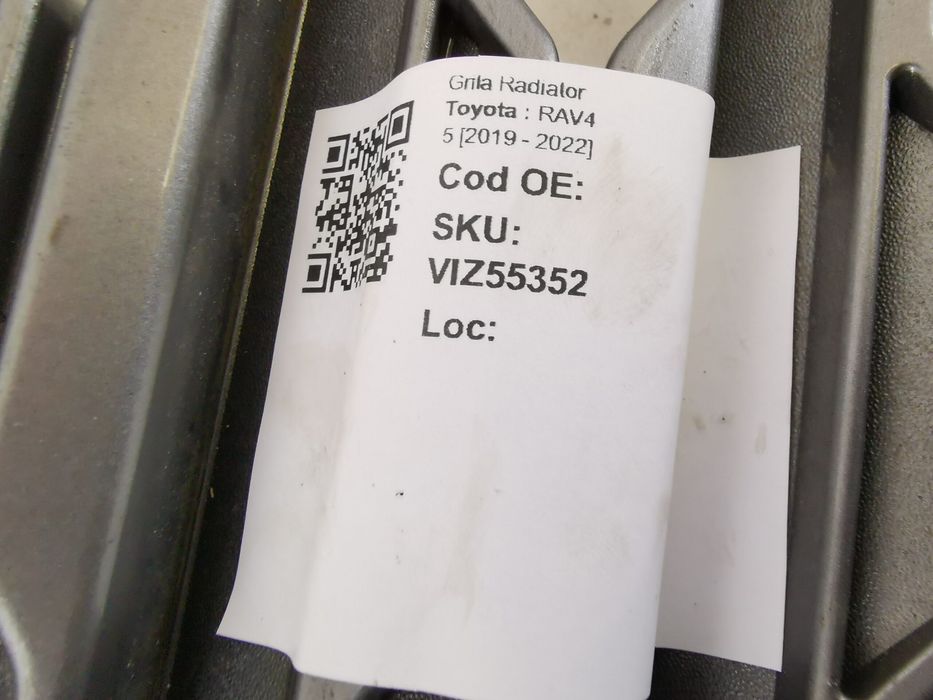 Grila Radiator
Toyota : RAV4
5 [2019 - 2022]
Cod OE:
SKU:
VIZ55352
Loc: